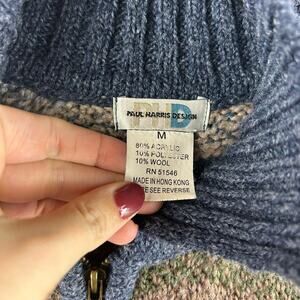 PHD
PAUL HARRIS DESIGN
M
80% ACRYLIC
10% POLYESTER
10% WOOL
RN 51546
MADE IN HONG KONG
SEE REVERSE